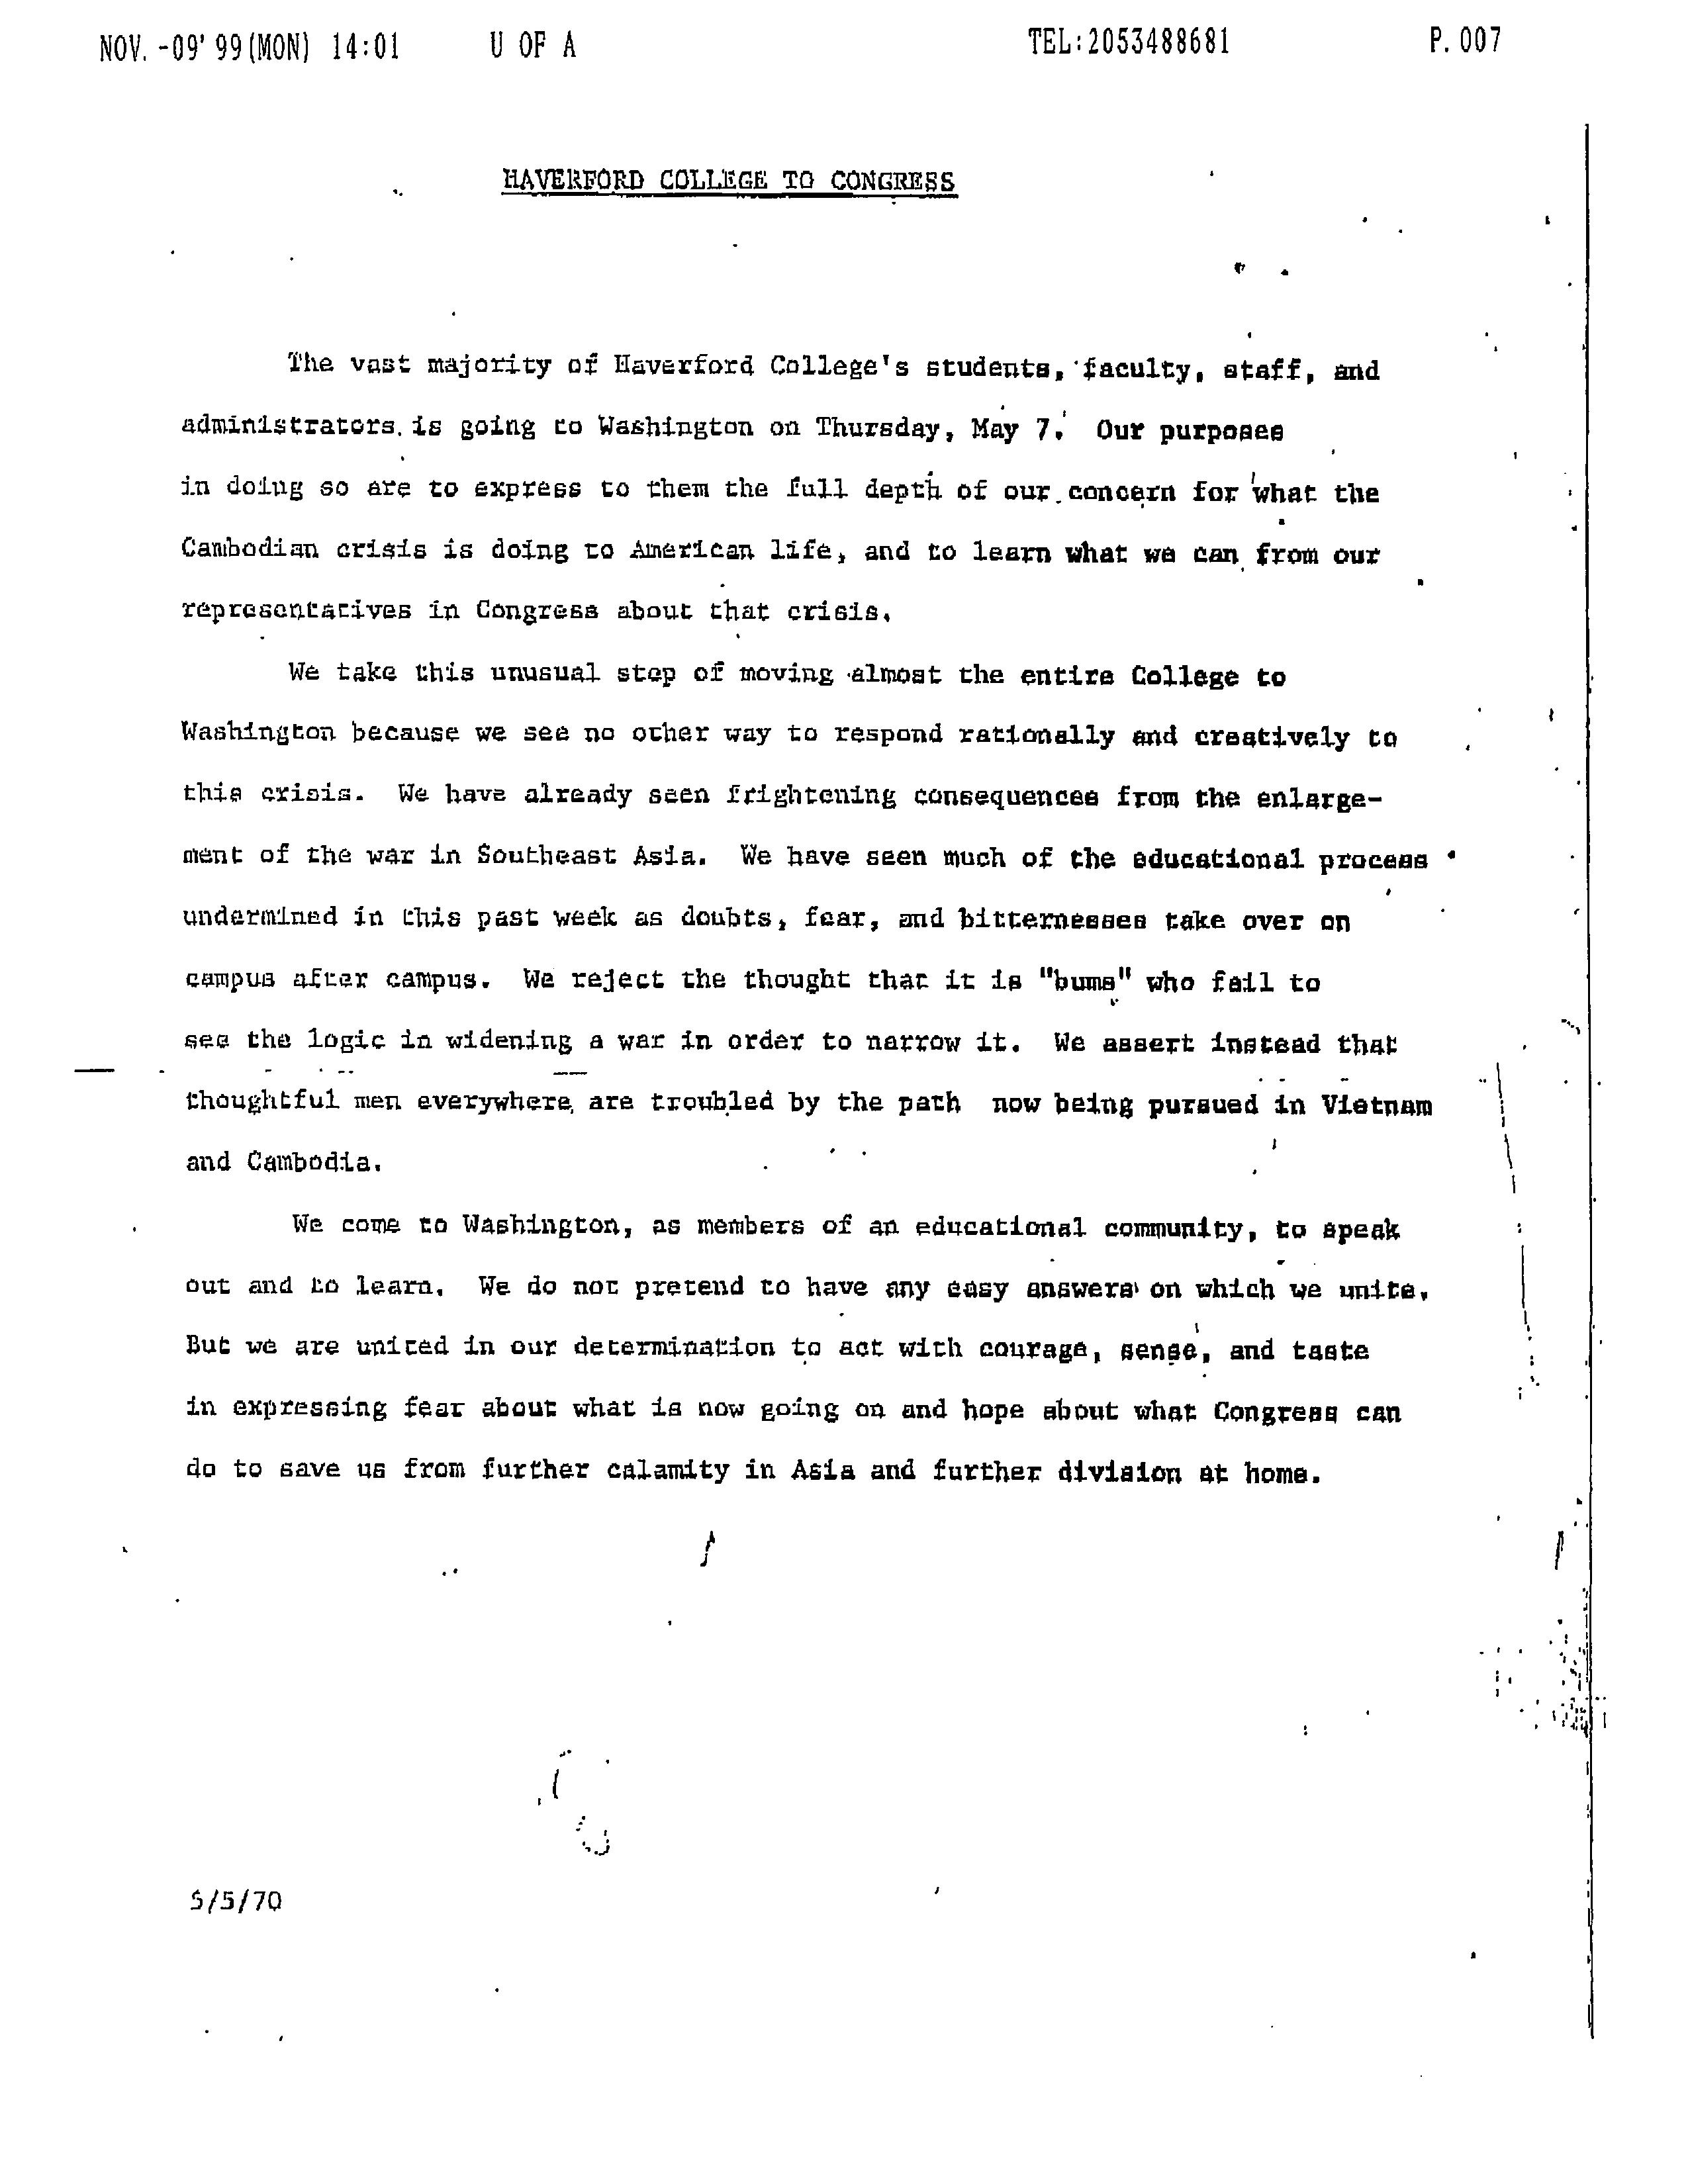 NOV. -09' 99 (MON) 14:01 U OF A TEL:2053488681 P. 007
HAVERFORD COLLEGE TO CONGRESS
The vast majority of Haverford College's students, faculty, staff, and
administrators is going to Washington on Thursday, May 7. Our purposes
in doing so are to express to them the full depth of our concern for what the
Cambodian crisis is doing to American life, and to learn what we can from our
representatives in Congress about that crisis.
We take this unusual step of moving almost the entire College to
Washington because we see no other way to respond rationally and creatively to
this crisis. We have already seen frightening consequences from the enlarge-
ment of the war in Southeast Asia. We have seen much of the educational process
undermined in this past week as doubts, fear, and bitternesses take over on
campus after campus. We reject the thought that it is "bums" who fail to
see the logic in widening a war in order to narrow it. We assert instead that
thoughtful men everywhere are troubled by the path now being pursued in Vietnam
and Cambodia.
We come to Washington, as members of an educational community, to speak
out and to learn. We do not pretend to have any easy answers on which we unite.
But we are united in our determination to act with courage, sense, and taste
in expressing fear about what is now going on and hope about what Congress can
do to save us from further calamity in Asia and further division at home.
5/5/70